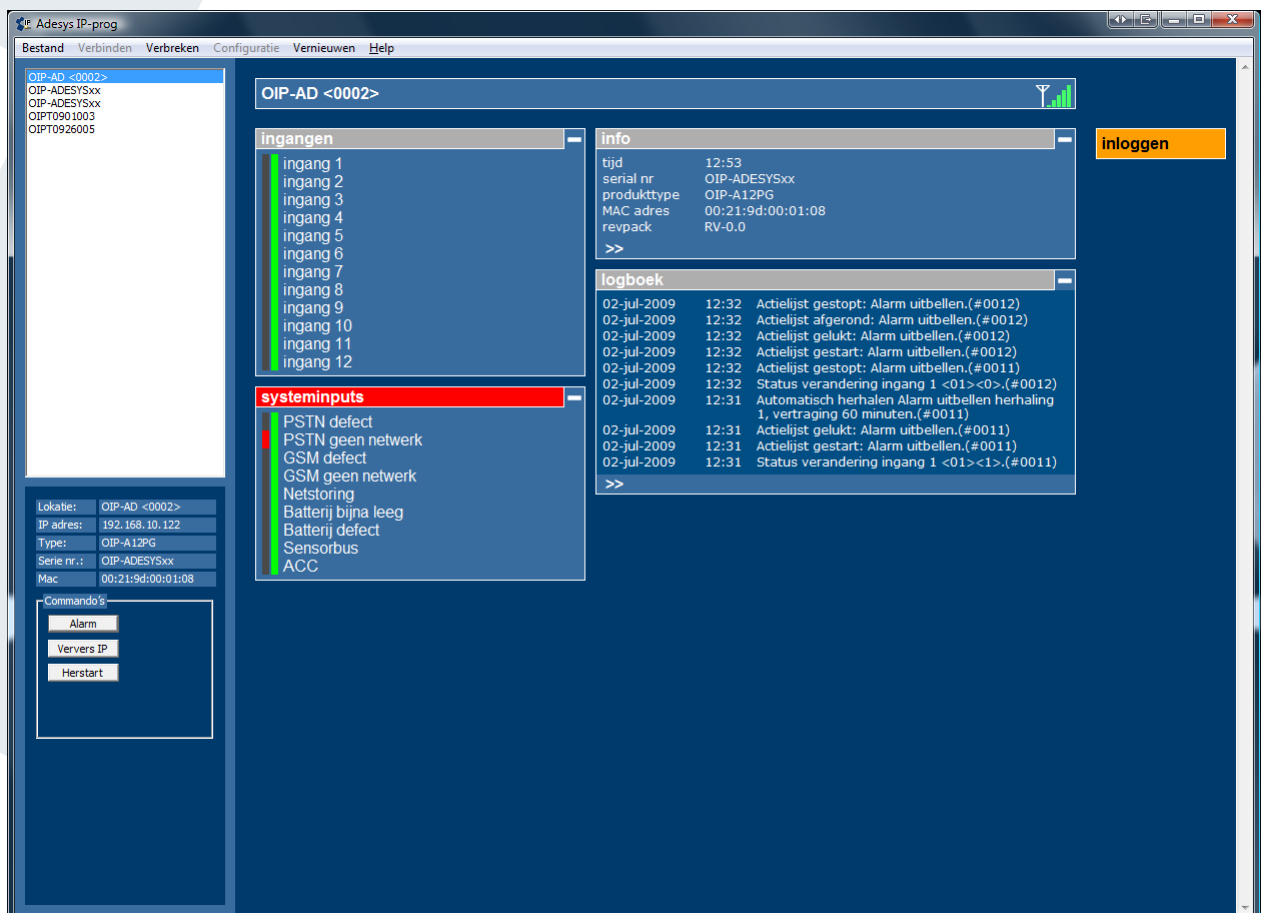 Adesys IP-prog
Bestand Verbinden Verbreken Configuratie Vernieuwen Help
OIP-AD <0002>
OIP-ADESYSxx
OIP-ADESYSxx
OIPT0901003
OIPT0926005
Lokatie: OIP-AD <0002>
IP adres: 192.168.10.122
Type: OIP-A12PG
Serie nr.: OIP-ADESYSxx
Mac 00:21:9d:00:01:08
Commando's
Alarm
Ververs IP
Herstart
OIP-AD <0002>
ingangen
ingang 1
ingang 2
ingang 3
ingang 4
ingang 5
ingang 6
ingang 7
ingang 8
ingang 9
ingang 10
ingang 11
ingang 12
systeminputs
PSTN defect
PSTN geen netwerk
GSM defect
GSM geen netwerk
Netstoring
Batterij bijna leeg
Batterij defect
Sensorbus
ACC
info
tijd 12:53
serial nr OIP-ADESYSxx
produkttype OIP-A12PG
MAC adres 00:21:9d:00:01:08
revpack RV-0.0
>>
logboek
02-jul-2009 12:32 Actielijst gestopt: Alarm uitbellen.(#0012)
02-jul-2009 12:32 Actielijst afgerond: Alarm uitbellen.(#0012)
02-jul-2009 12:32 Actielijst gelukt: Alarm uitbellen.(#0012)
02-jul-2009 12:32 Actielijst gestart: Alarm uitbellen.(#0012)
02-jul-2009 12:32 Actielijst gestopt: Alarm uitbellen.(#0011)
02-jul-2009 12:32 Status verandering ingang 1 <01><0>.(#0012)
02-jul-2009 12:31 Automatisch herhalen Alarm uitbellen herhaling
1, vertraging 60 minuten.(#0011)
02-jul-2009 12:31 Actielijst gelukt: Alarm uitbellen.(#0011)
02-jul-2009 12:31 Actielijst gestart: Alarm uitbellen.(#0011)
02-jul-2009 12:31 Status verandering ingang 1 <01><1>.(#0011)
>>
inloggen